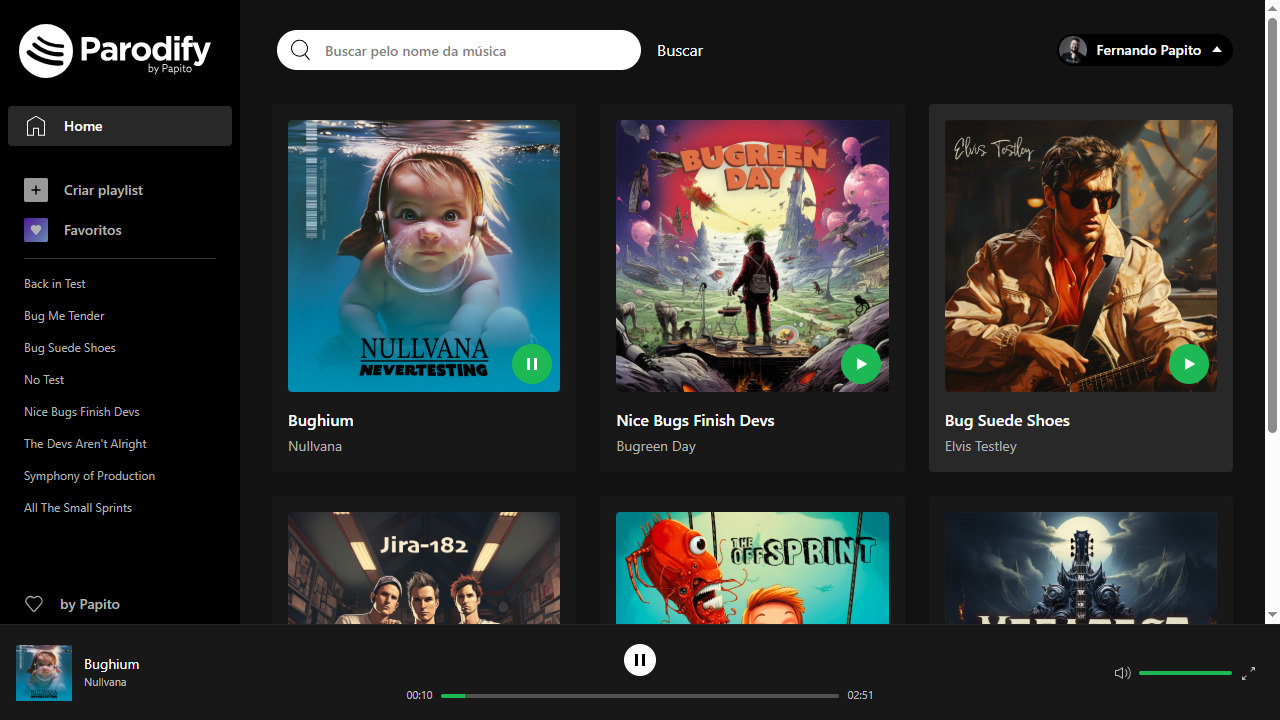 Parodify
by Papito
Buscar pelo nome da música
Buscar
Fernando Papito
Home
Criar playlist
Favoritos
Back in Test
Bug Me Tender
Bug Suede Shoes
No Test
Nice Bugs Finish Devs
The Devs Aren't Alright
Symphony of Production
All The Small Sprints
by Papito
NULLVANA
NEVERTESTING
Bughium
Nullvana
BUGREEN
DAY
Nice Bugs Finish Devs
Bugreen Day
Elvis Testley
Bug Suede Shoes
Elvis Testley
Jira-182
THE
OFFSPRINT
Bughium
Nullvana
00:10
02:51